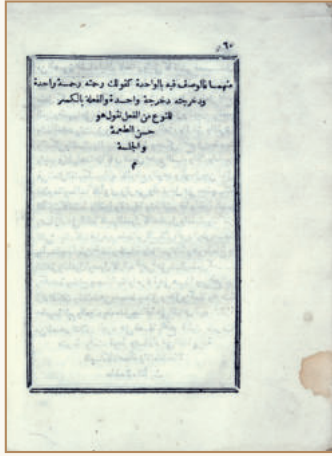 ٦٠
منهما فالوصف فيه بالواحدة كقولك رحمته رحمة واحدة
ودحرجته دحرجة واحدة والفعلة بالكسر
للنوع من الفعل تقول هو
حسن الطعمة
والجلسة
م